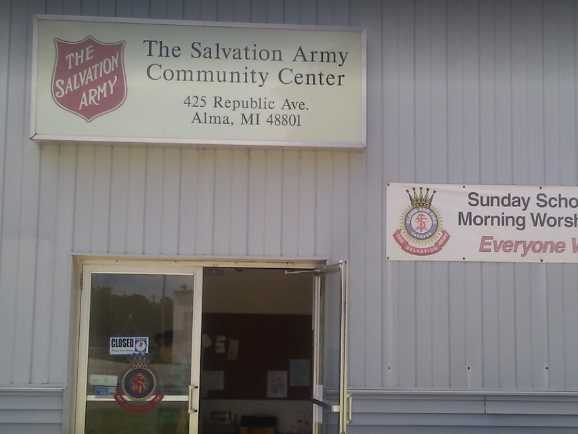 THE
SALVATION
ARMY
The Salvation Army
Community Center
425 Republic Ave.
Alma, MI 48801
Sunday Scho
Morning Worsh
Everyone W
CLOSED